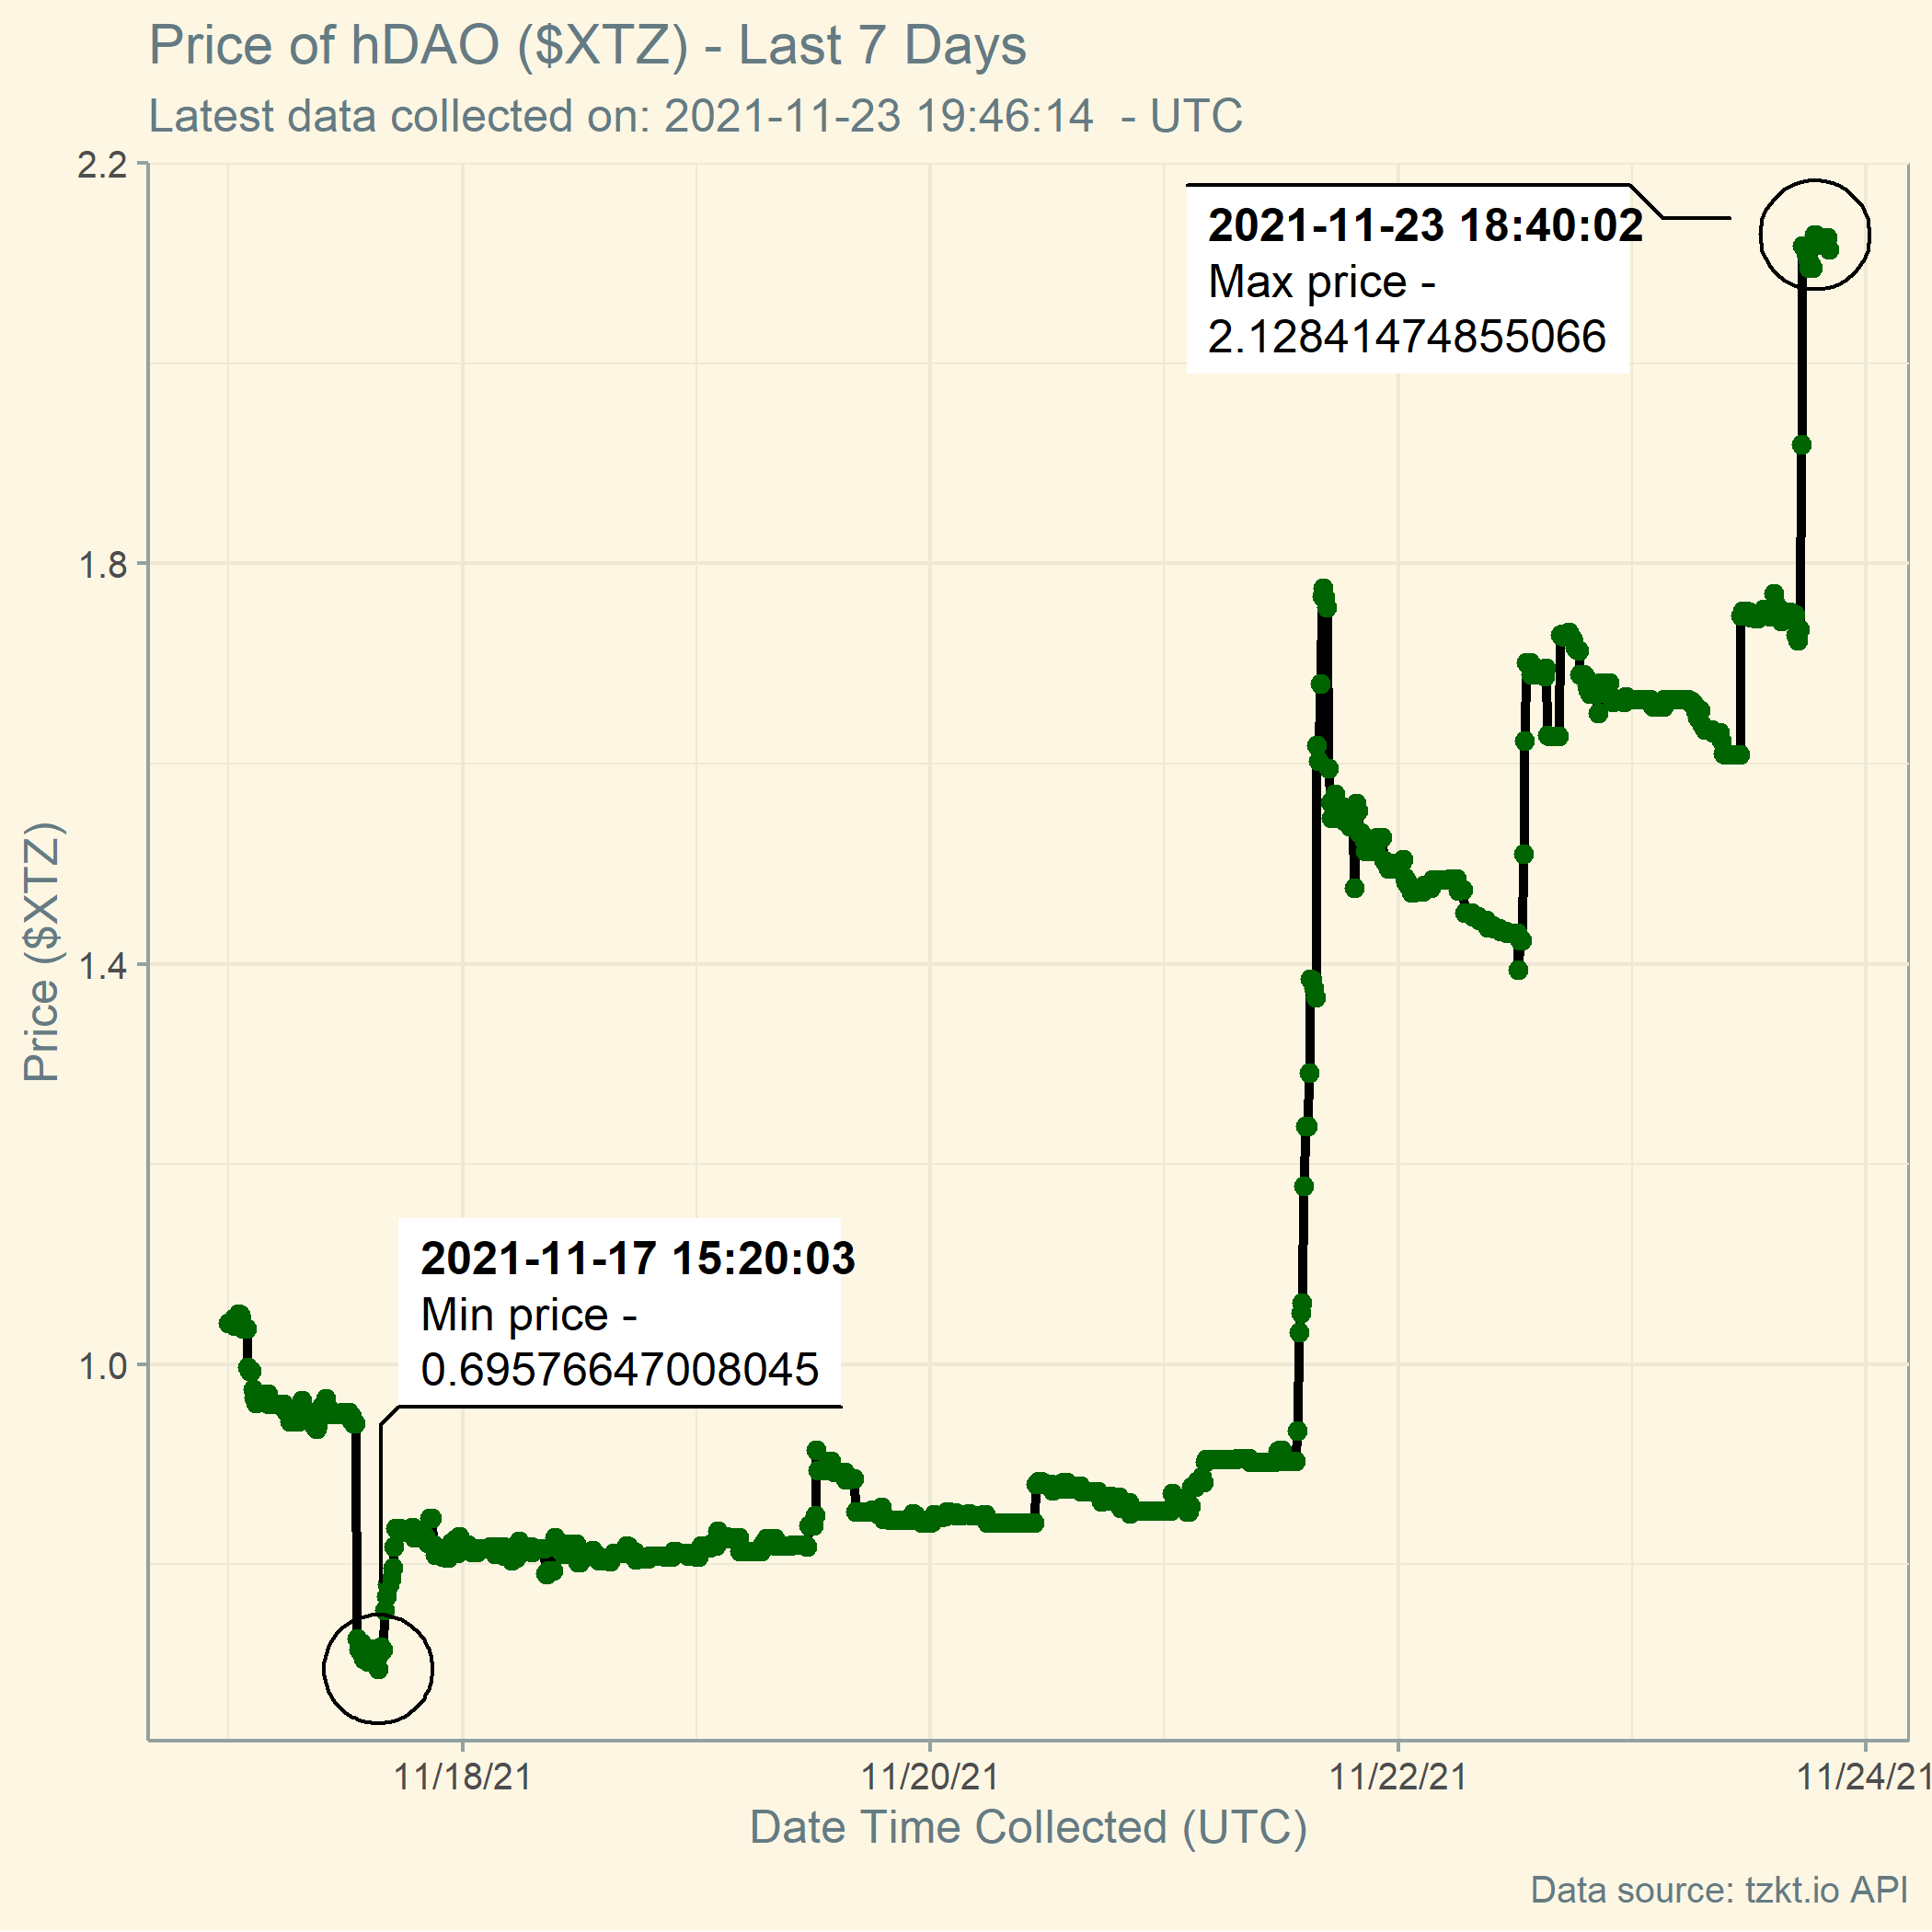 Price of hDAO ($XTZ) - Last 7 Days
Latest data collected on: 2021-11-23 19:46:14  - UTC
2.2
1.8
1.4
1.0
Price ($XTZ)
2021-11-23 18:40:02
Max price -
2.12841474855066
2021-11-17 15:20:03
Min price -
0.69576647008045
11/18/21
11/20/21
11/22/21
11/24/21
Date Time Collected (UTC)
Data source: tzkt.io API